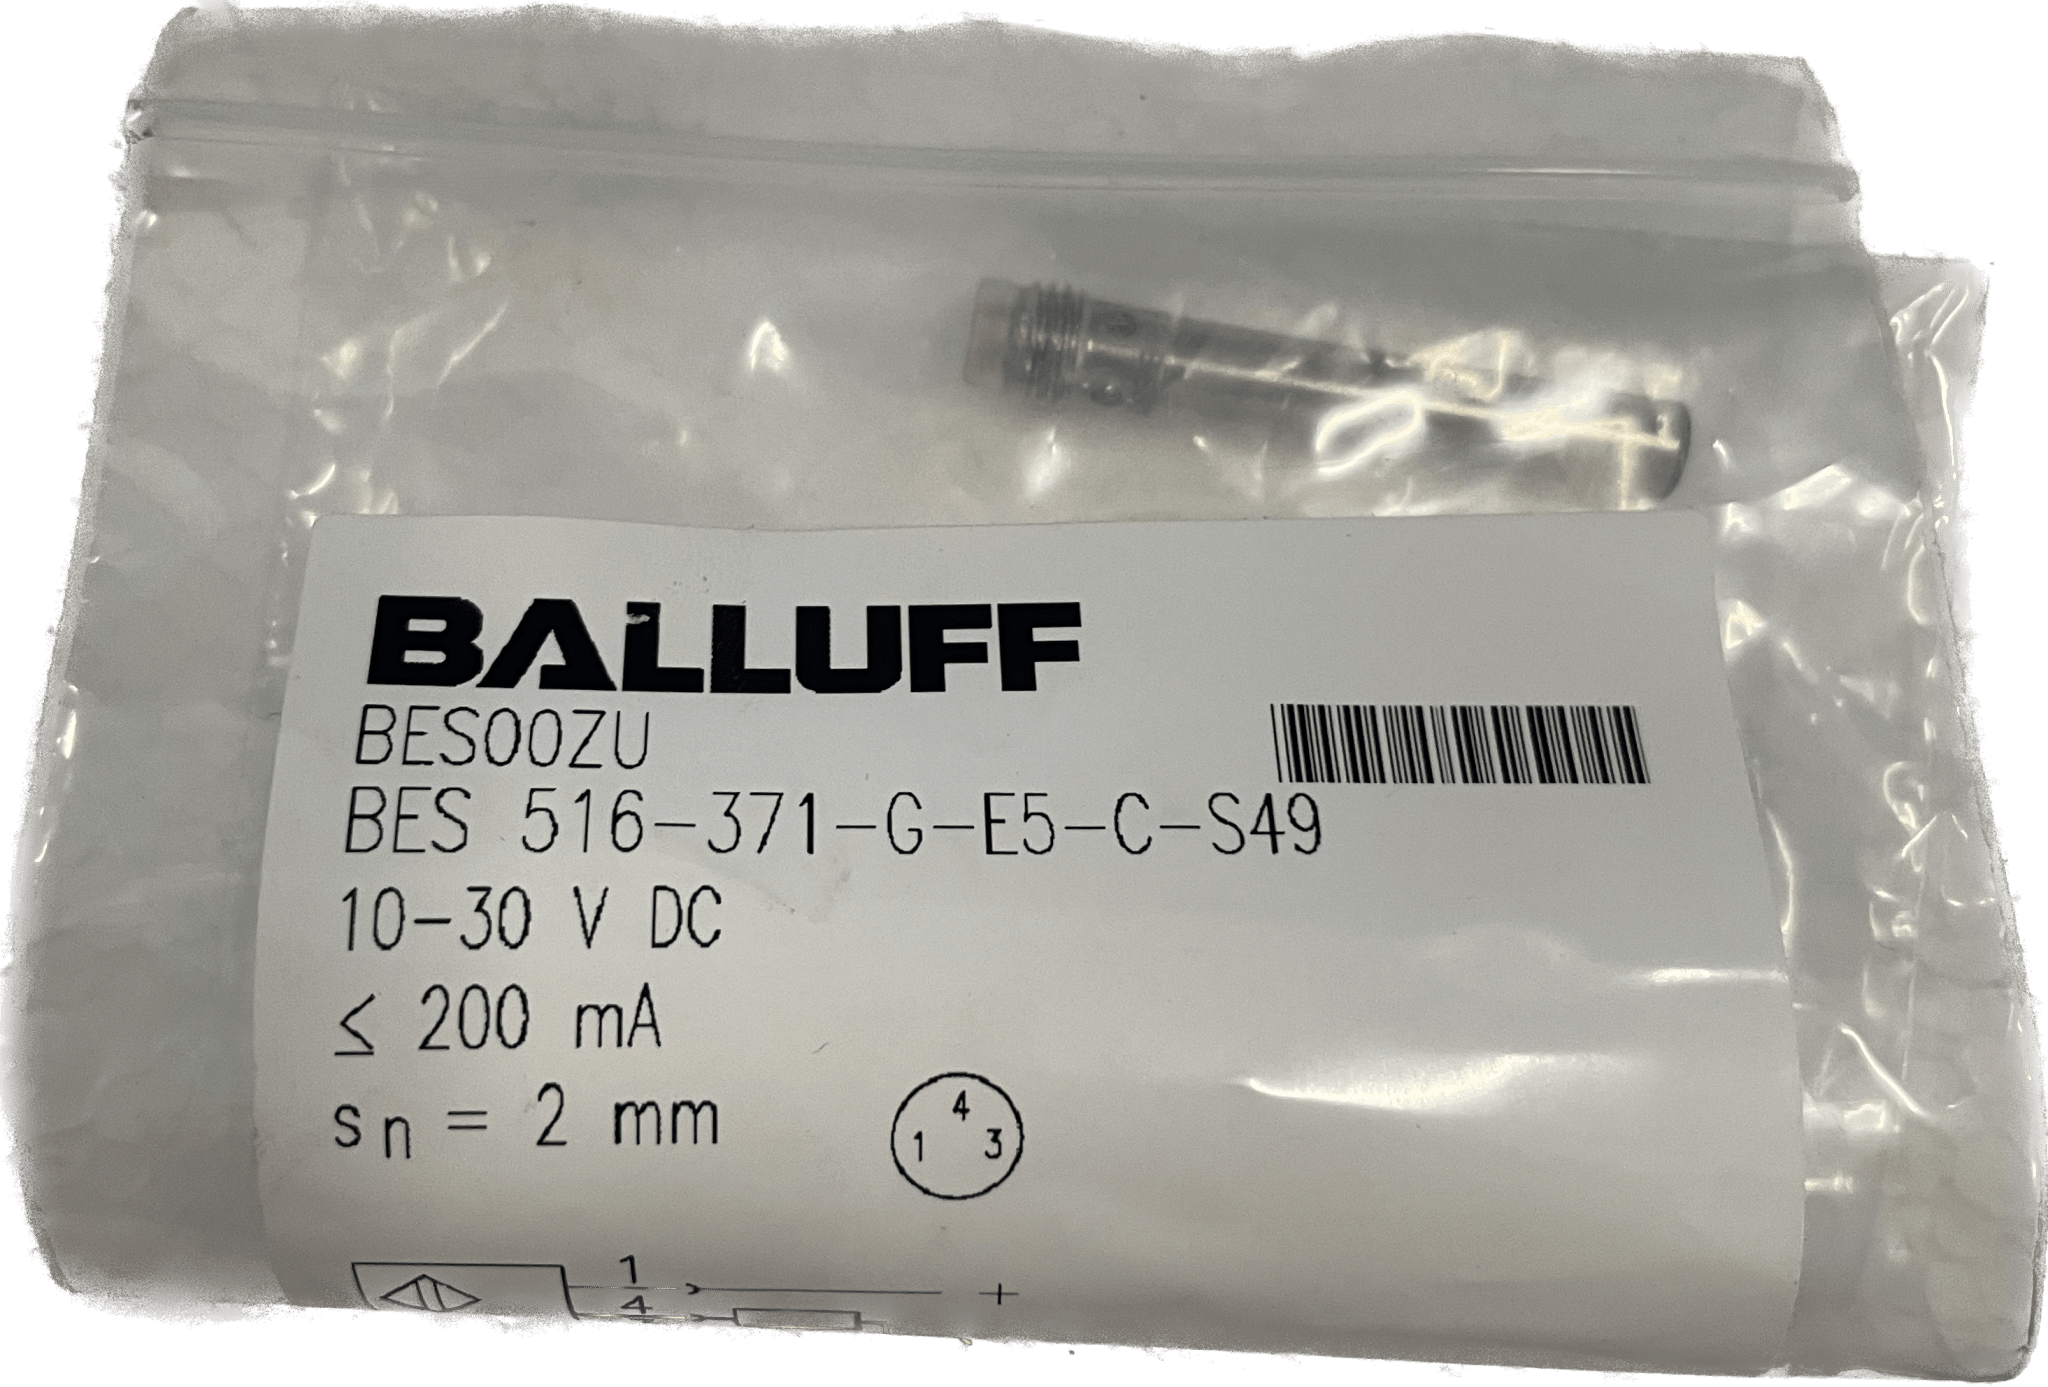 BALLUFF
BES00ZU
BES 516-371-G-E5-C-S49
10-30 V DC
≤ 200 mA
sn = 2 mm
4
1 3
1
+
4